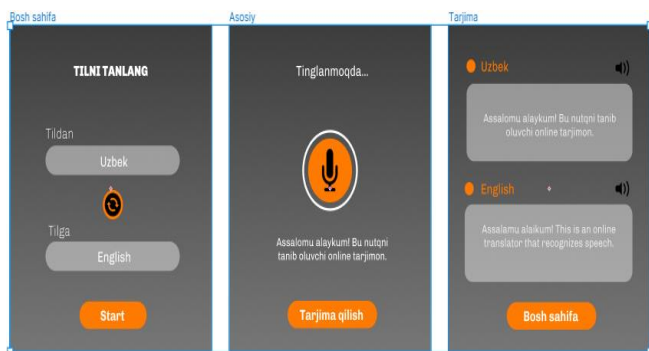 Bosh sahifa
TILNI TANLANG
Tildan
Uzbek
Tilga
English
Start
Asosiy
Tinglanmoqda...
Assalomu alaykum! Bu nutqni
tanib oluvchi online tarjimon.
Tarjima qilish
Tarjima
Uzbek
Assalomu alaykum! Bu nutqni tanib
oluvchi online tarjimon.
English
Assalamu alaikum! This is an online
translator that recognizes speech.
Bosh sahifa